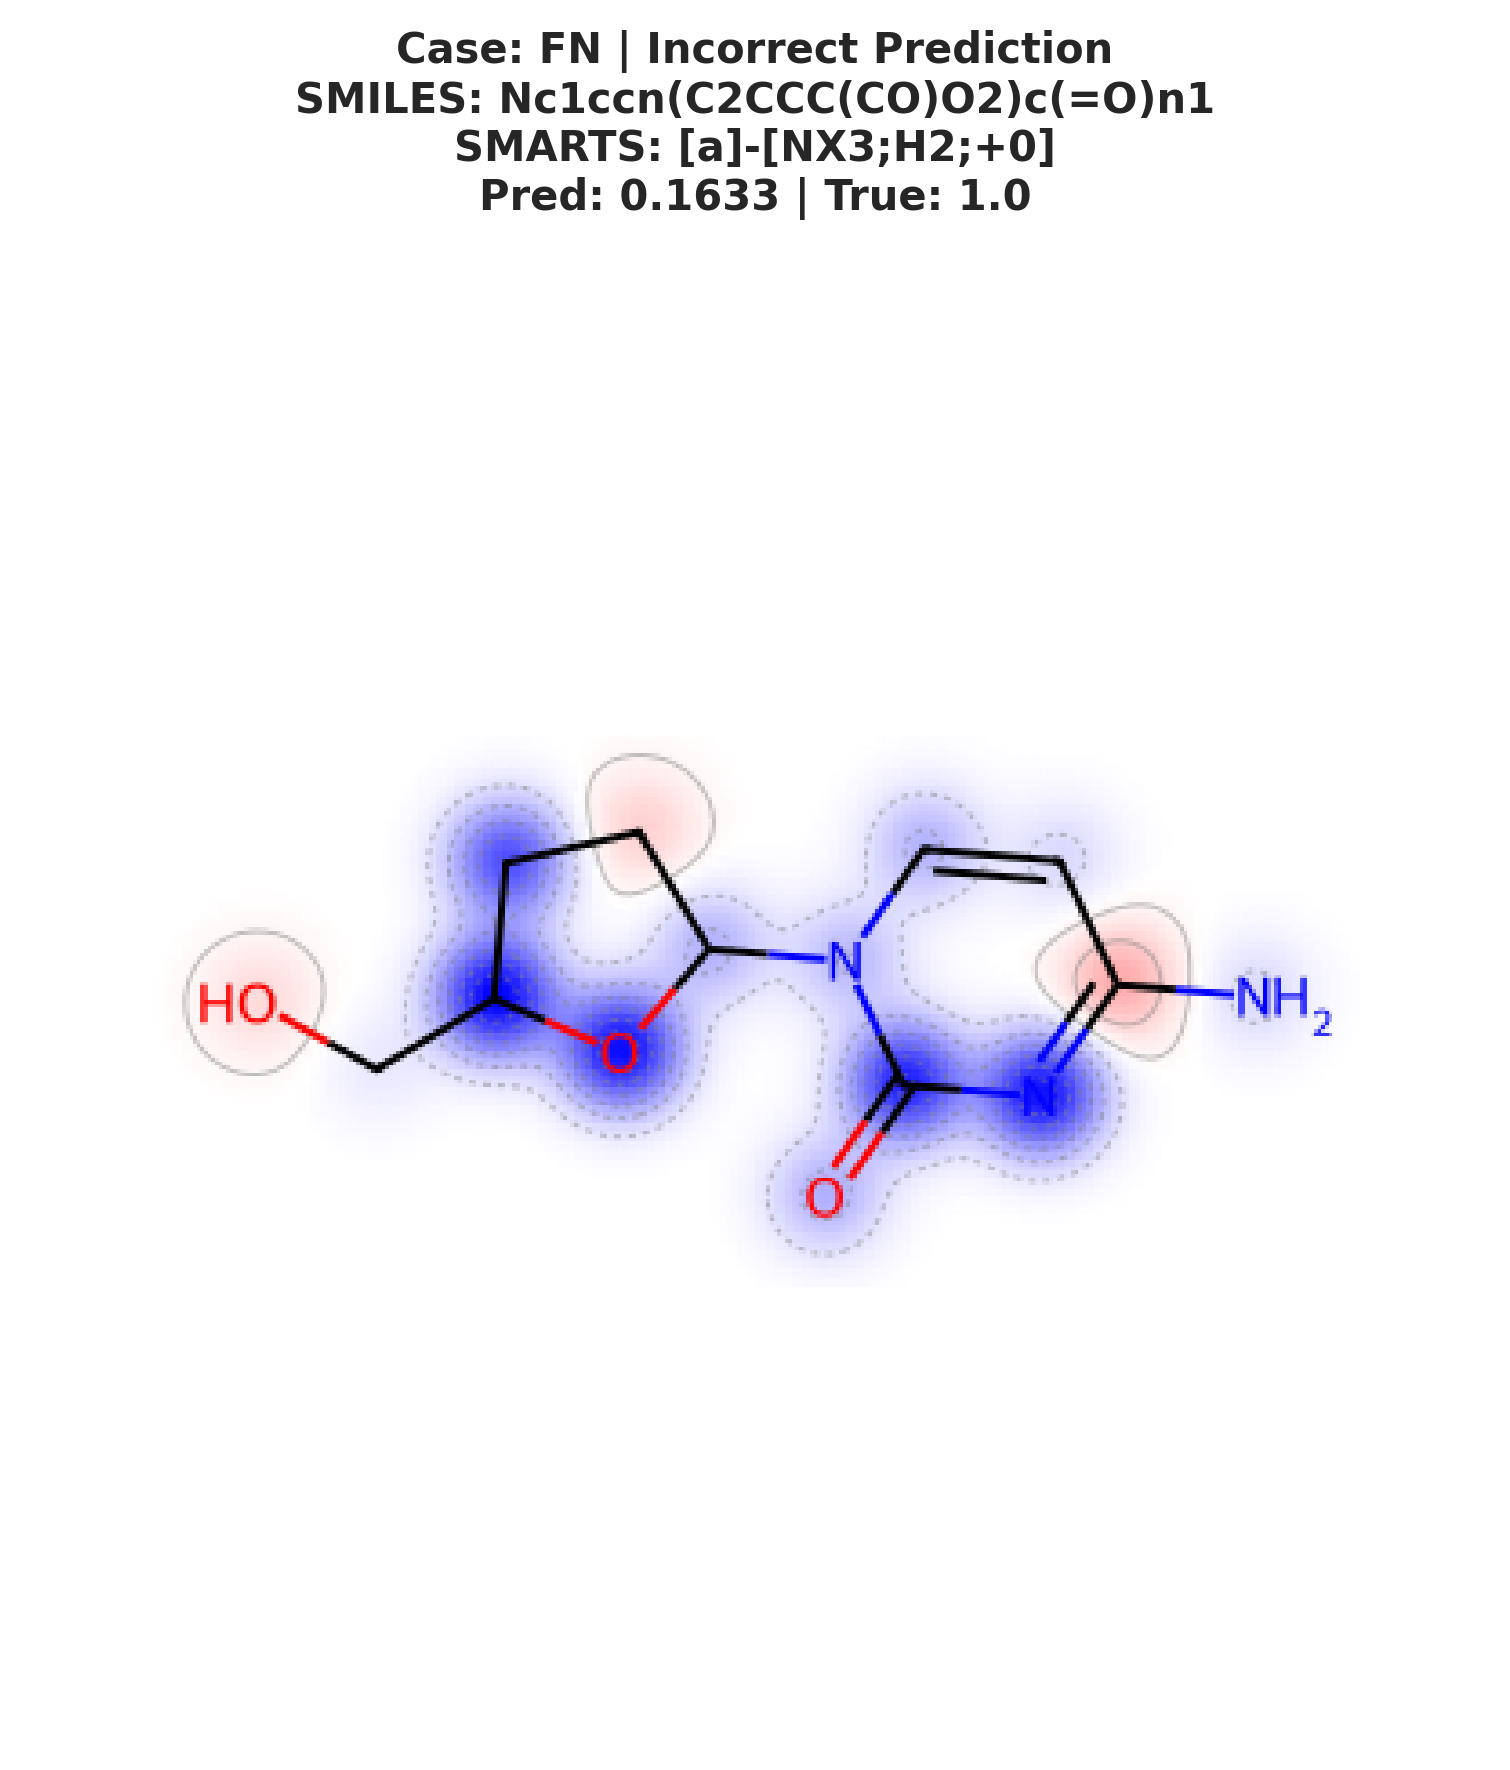 Case: FN | Incorrect Prediction
SMILES: Nc1ccn(C2CCC(CO)O2)c(=O)n1
SMARTS: [a]-[NX3;H2;+0]
Pred: 0.1633 | True: 1.0
N
HO
NH2
O
N
O